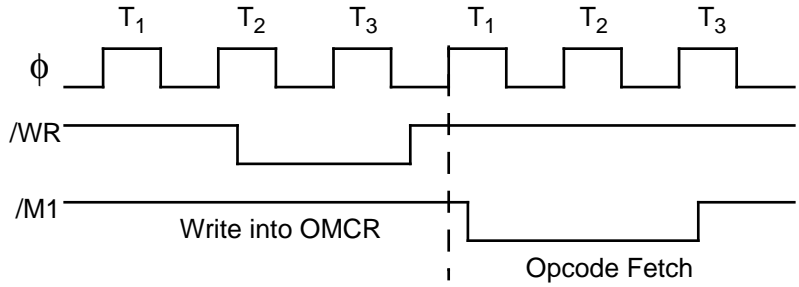 T1 T2 T3 T1 T2 T3
ϕ
/WR
/M1
Write into OMCR
Opcode Fetch